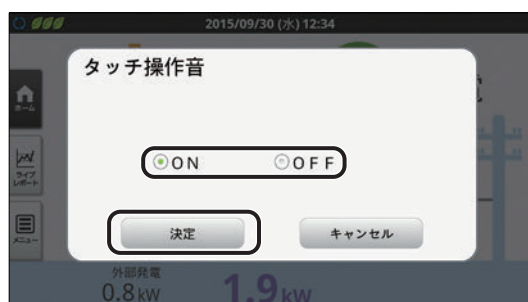 2015/09/30 (水) 12:34
タッチ操作音
ホーム
ON OFF
ライブ
レポート
決定 キャンセル
メニュー
外部発電
0.8kW 1.9kW